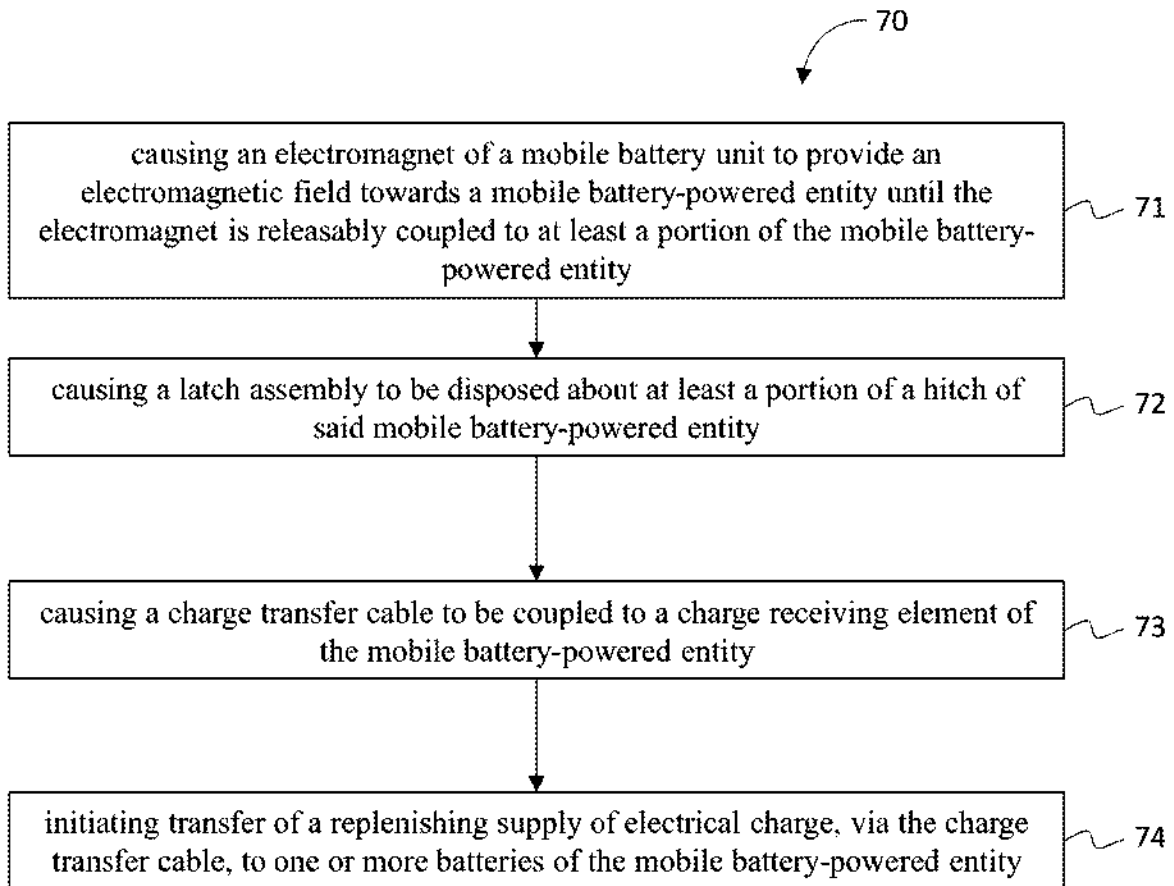 70
causing an electromagnet of a mobile battery unit to provide an
electromagnetic field towards a mobile battery-powered entity until the
electromagnet is releasably coupled to at least a portion of the mobile battery-
powered entity
71
causing a latch assembly to be disposed about at least a portion of a hitch of
said mobile battery-powered entity
72
causing a charge transfer cable to be coupled to a charge receiving element of
the mobile battery-powered entity
73
initiating transfer of a replenishing supply of electrical charge, via the charge
transfer cable, to one or more batteries of the mobile battery-powered entity
74